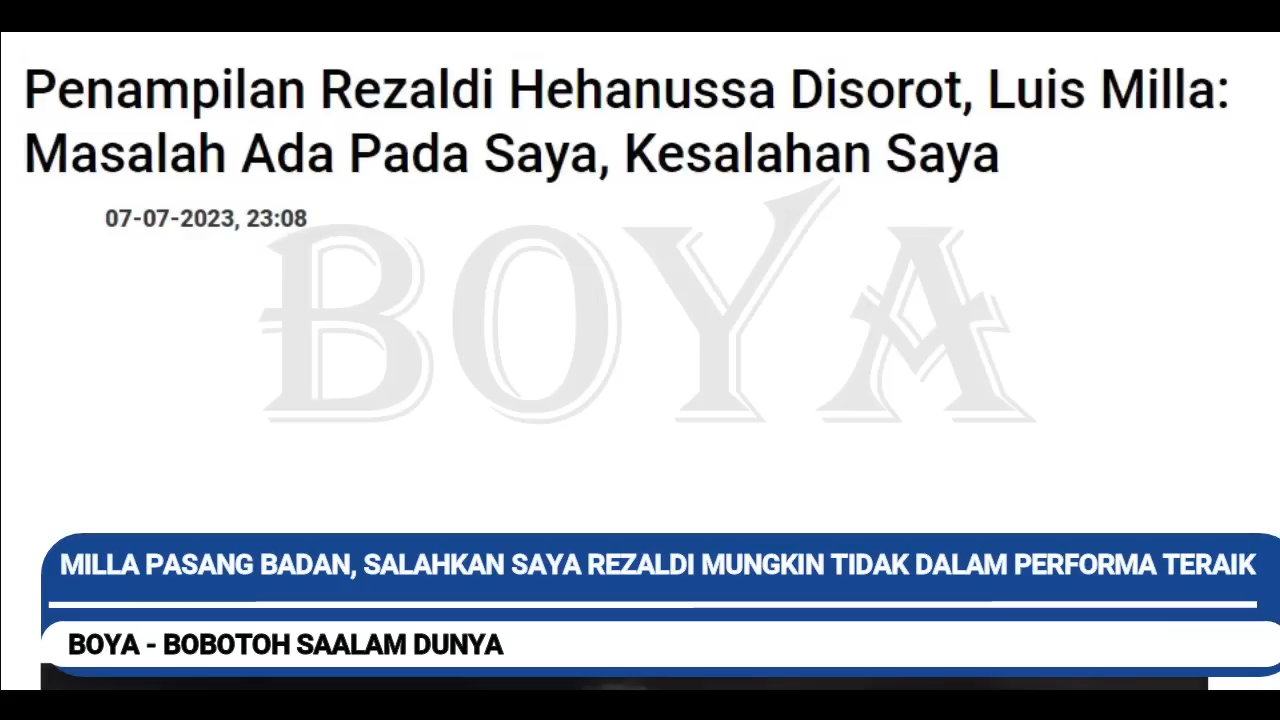 Penampilan Rezaldi Hehanussa Disorot, Luis Milla:
Masalah Ada Pada Saya, Kesalahan Saya
07-07-2023, 23:08
BOYA
MILLA PASANG BADAN, SALAHKAN SAYA REZALDI MUNGKIN TIDAK DALAM PERFORMA TERAIK
BOYA - BOBOTOH SAALAM DUNYA